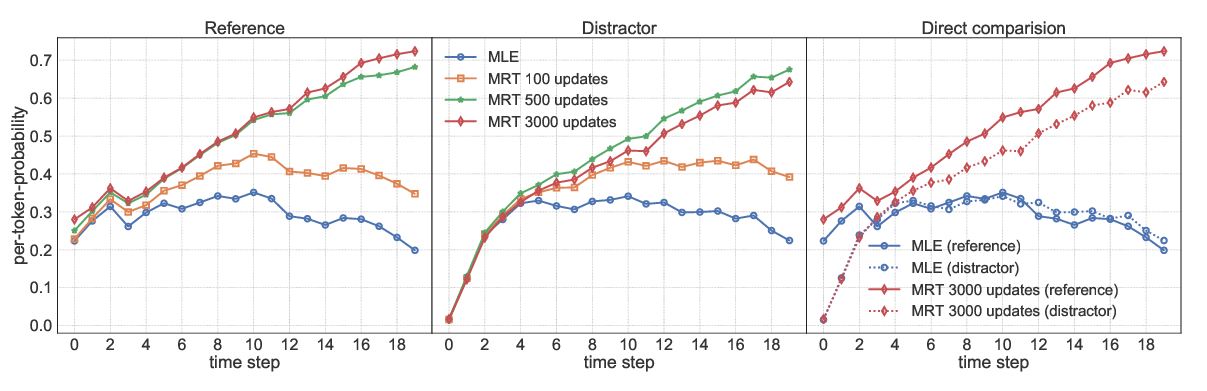 Reference
Distractor
Direct comparision
per-token-probability
0.7
0.6
0.5
0.4
0.3
0.2
0.1
0.0
MLE
MRT 100 updates
MRT 500 updates
MRT 3000 updates
MLE (reference)
MLE (distractor)
MRT 3000 updates (reference)
MRT 3000 updates (distractor)
0 2 4 6 8 10 12 14 16 18
0 2 4 6 8 10 12 14 16 18
0 2 4 6 8 10 12 14 16 18
time step
time step
time step